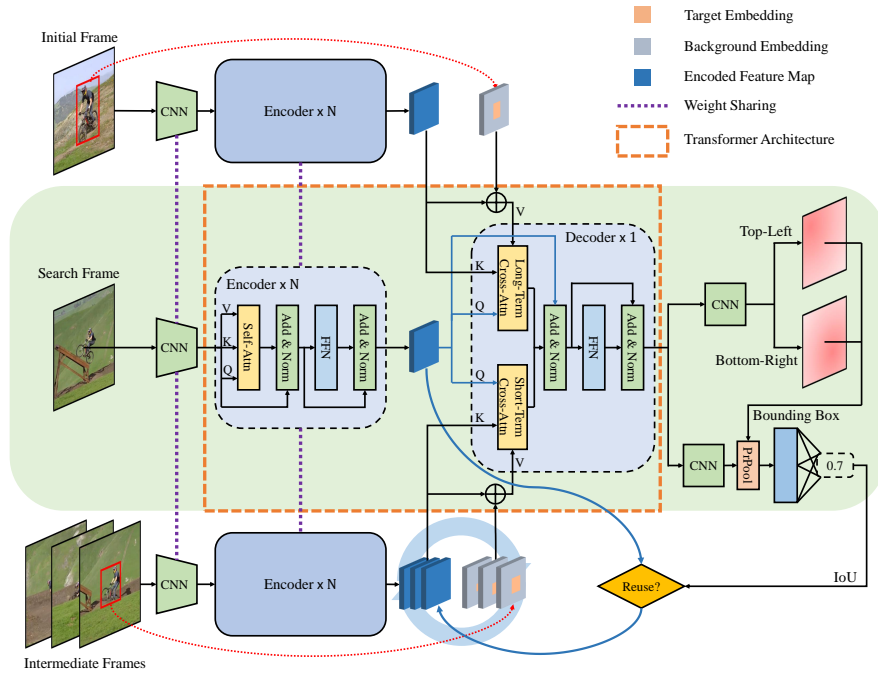 Initial Frame
CNN
Encoder x N
Target Embedding
Background Embedding
Encoded Feature Map
Weight Sharing
Transformer Architecture
Search Frame
CNN
Encoder x N
V
K
Q
Self-Attn
Add & Norm
FFN
Add & Norm
Decoder x 1
V
K
Q
Long-Term
Cross-Attn
Q
K
V
Short-Term
Cross-Attn
Add & Norm
FFN
Add & Norm
CNN
Top-Left
Bottom-Right
Bounding Box
CNN
PrPool
0.7
IoU
CNN
Encoder x N
Reuse?
Intermediate Frames